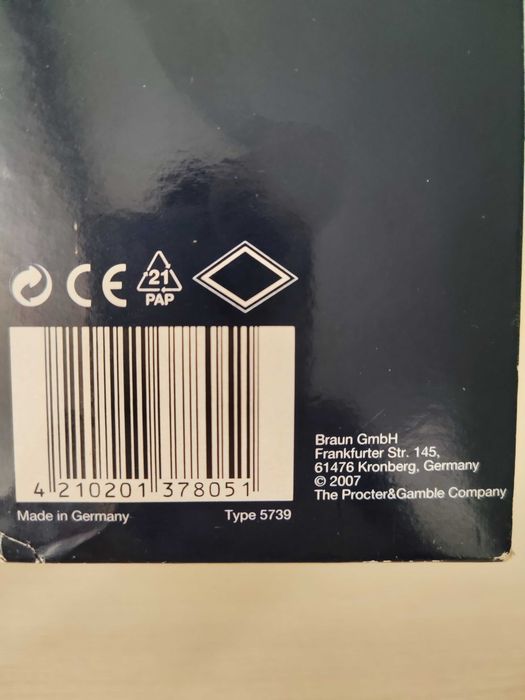 CE
21
PAP
4 210201 378051
Made in Germany
Type 5739
Braun GmbH
Frankfurter Str. 145,
61476 Kronberg, Germany
© 2007
The Procter&Gamble Company